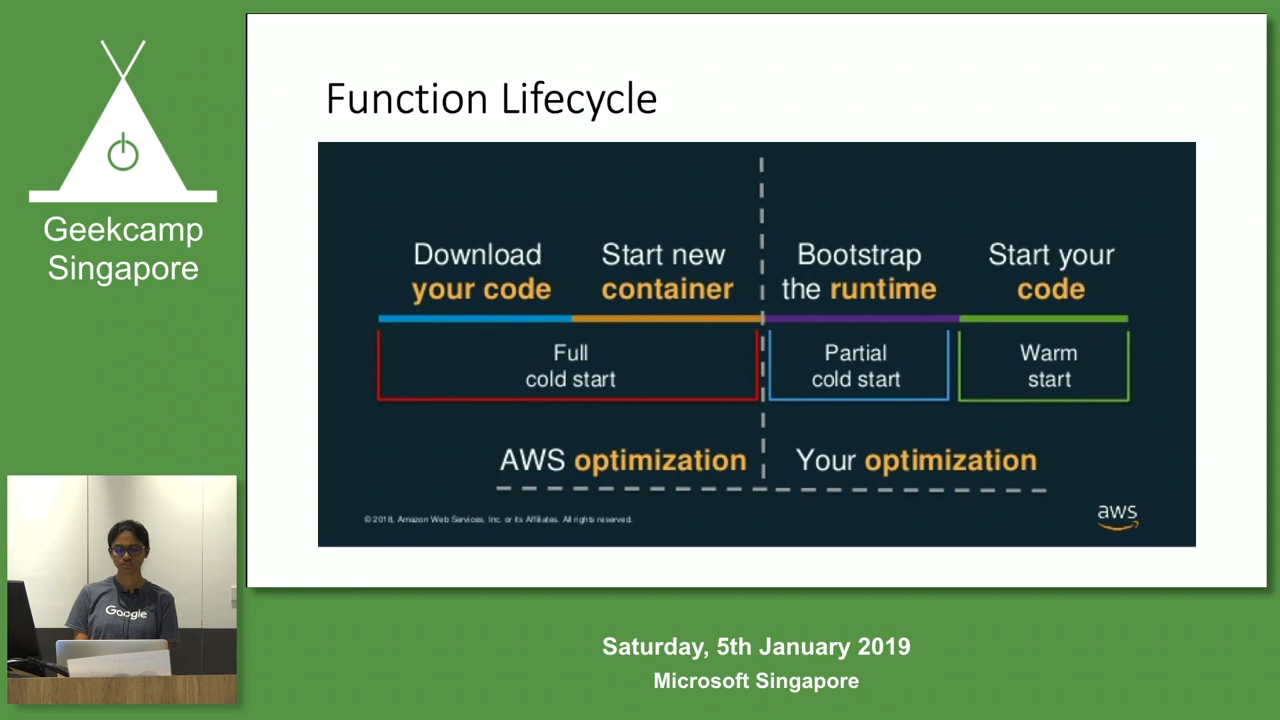 Geekcamp
Singapore
Function Lifecycle
Download
your code
Start new
container
Bootstrap
the runtime
Start your
code
Full
cold start
Partial
cold start
Warm
start
AWS optimization
Your optimization
© 2018, Amazon Web Services, Inc. or its Affiliates. All rights reserved.
aws
Google
Saturday, 5th January 2019
Microsoft Singapore